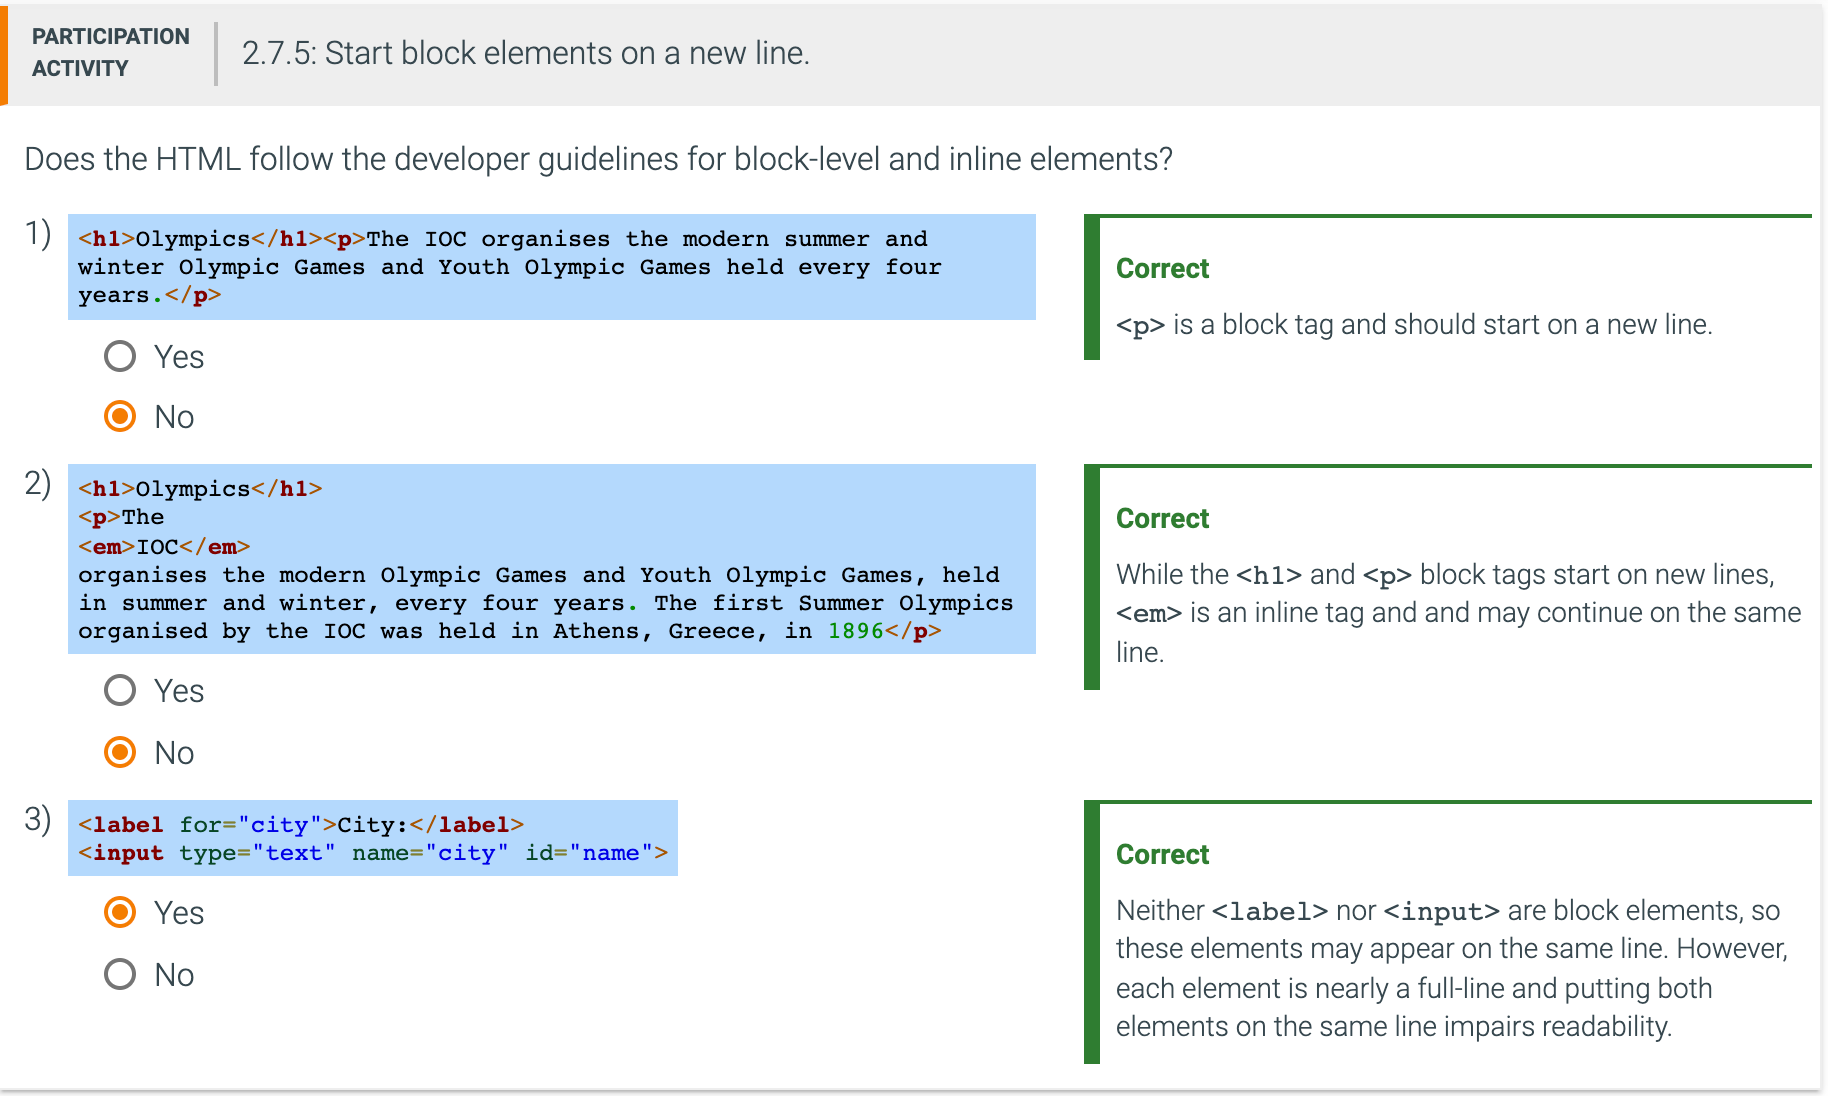 PARTICIPATION
ACTIVITY
2.7.5: Start block elements on a new line.
Does the HTML follow the developer guidelines for block-level and inline elements?
1)
<h1>Olympics</h1><p>The IOC organises the modern summer and
winter Olympic Games and Youth Olympic Games held every four
years.</p>
Yes
No
Correct
<p> is a block tag and should start on a new line.
2)
<h1>Olympics</h1>
<p>The
<em>IOC</em>
organises the modern Olympic Games and Youth Olympic Games, held
in summer and winter, every four years. The first Summer Olympics
organised by the IOC was held in Athens, Greece, in 1896</p>
Yes
No
Correct
While the <h1> and <p> block tags start on new lines,
<em> is an inline tag and and may continue on the same
line.
3)
<label for="city">City:</label>
<input type="text" name="city" id="name">
Yes
No
Correct
Neither <label> nor <input> are block elements, so
these elements may appear on the same line. However,
each element is nearly a full-line and putting both
elements on the same line impairs readability.